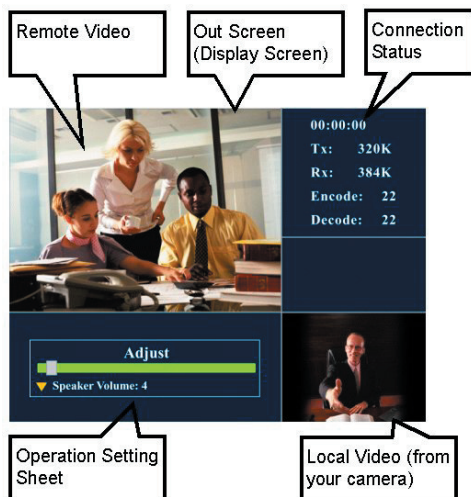 Remote Video
Out Screen
(Display Screen)
Connection
Status
00:00:00
Tx: 320K
Rx: 384K
Encode: 22
Decode: 22
Adjust
Speaker Volume: 4
Operation Setting
Sheet
Local Video (from
your camera)